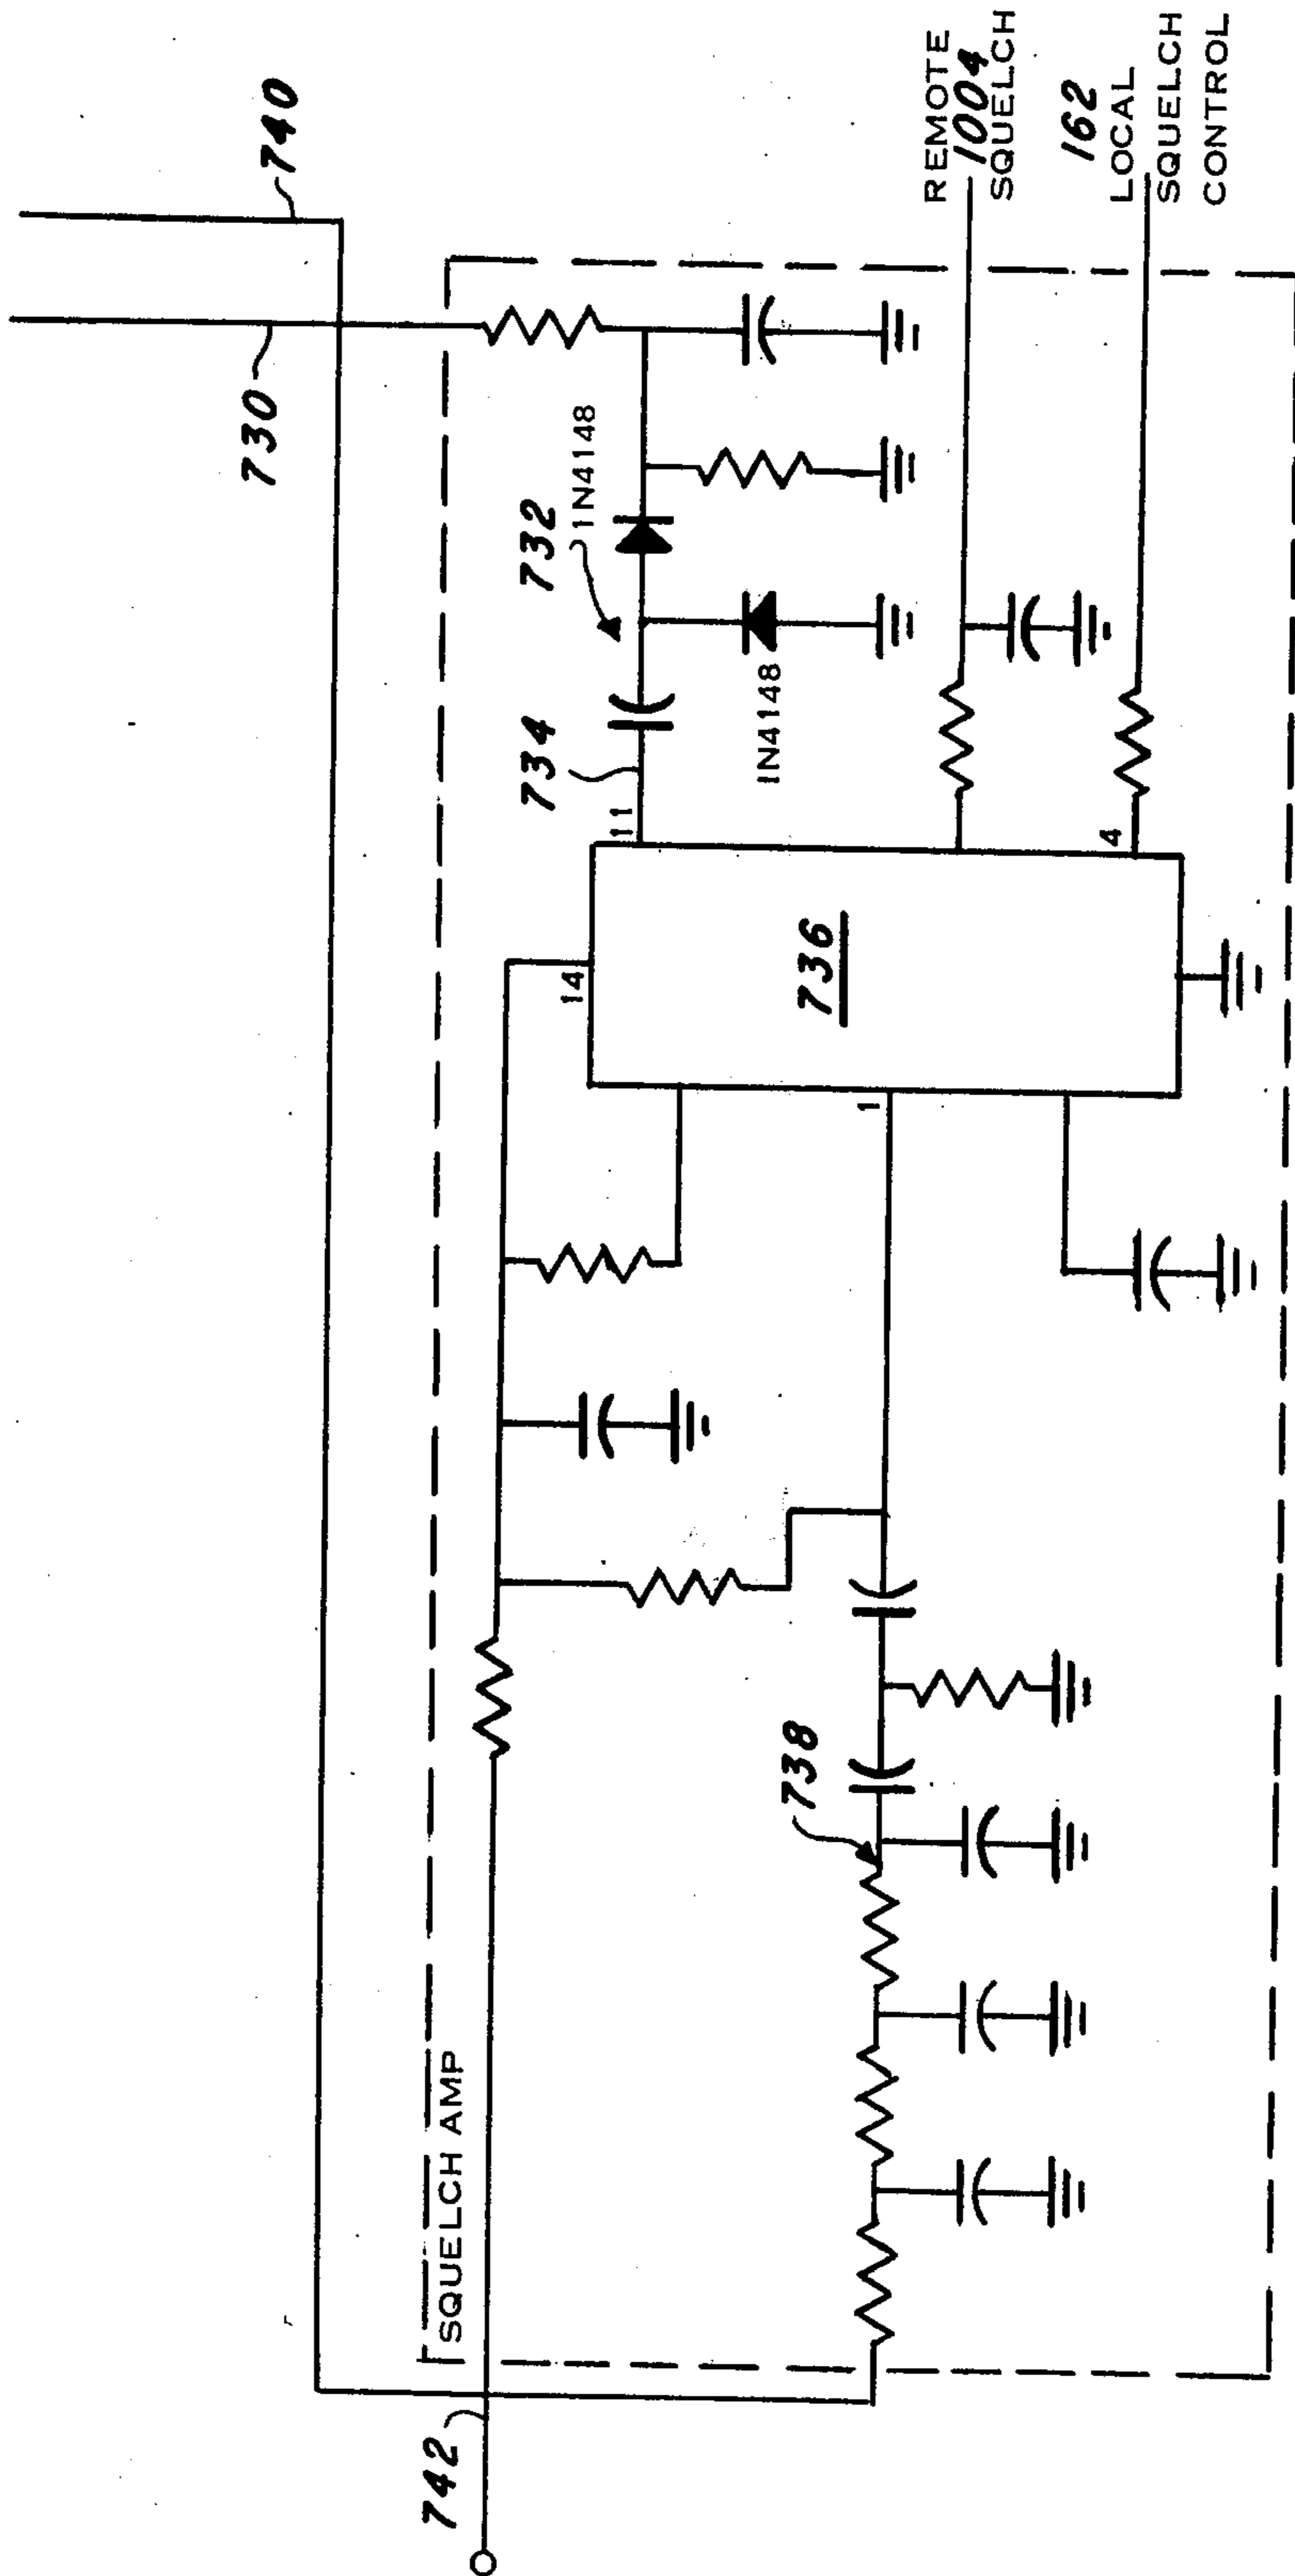 740
730
SQUELCH AMP
742
732
1N4148
734
11
1N4148
14
736
1
4
738
REMOTE
1004
SQUELCH
162
LOCAL
SQUELCH
CONTROL